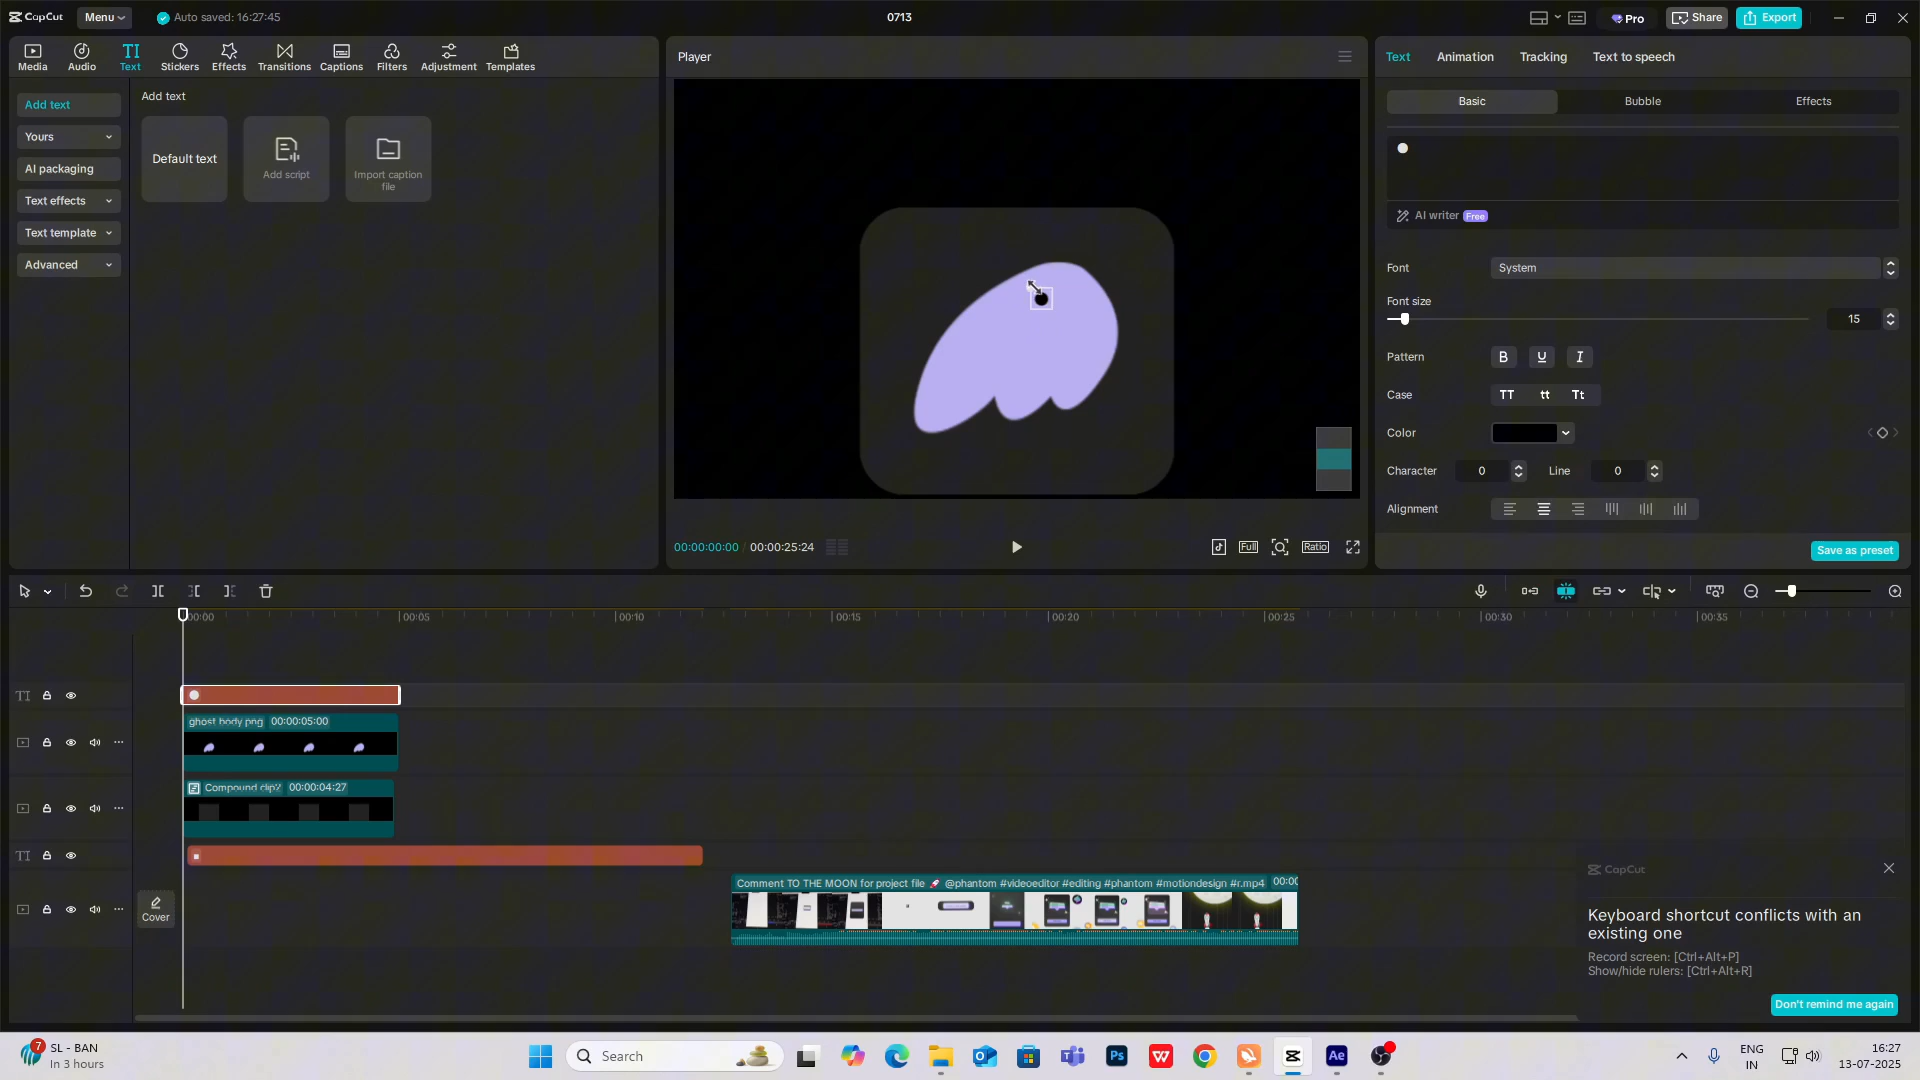 CapCut
Menu
Auto saved: 16:27:45
0713
Pro
Share
Export
Media
Audio
TI
Text
Stickers
Effects
Transitions
Captions
Filters
Adjustment
Templates
Add text
Yours
AI packaging
Text effects
Text template
Advanced
Add text
Default text
Add script
Import caption
file
Player
00:00:00:00 / 00:00:25:24
Full
Ratio
Text
Animation
Tracking
Text to speech
Basic
Bubble
Effects
AI writer Free
Font
System
Font size
15
Pattern
B U I
Case
TT tt Tt
Color
Character 0 Line 0
Alignment
Save as preset
00:00
00:05
00:10
00:15
00:20
00:25
00:30
00:35
TI
ghost body png 00:00:05:00
Compound clip2 00:00:04:27
TI
Cover
Comment TO THE MOON for project file 🚀 @phantom #videoeditor #editing #phantom #motiondesign #r.mp4 00:00
CapCut
Keyboard shortcut conflicts with an
existing one
Record screen: [Ctrl+Alt+P]
Show/hide rulers: [Ctrl+Alt+R]
Don't remind me again
7
SL - BAN
In 3 hours
Search
Ps
W
Ae
ENG
IN
16:27
13-07-2025